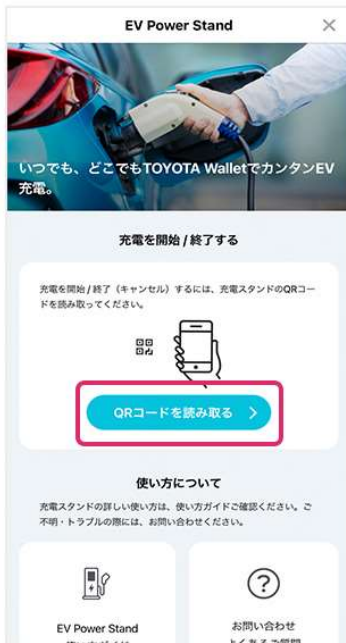 EV Power Stand
いつでも、どこでもTOYOTA WalletでカンタンEV
充電。
充電を開始 / 終了する
充電を開始 / 終了（キャンセル）するには、充電スタンドのQRコー
ドを読み取ってください。
QRコードを読み取る
使い方について
充電スタンドの詳しい使い方は、使い方ガイドご確認ください。ご
不明・トラブルの際には、お問い合わせください。
EV Power Stand
お問い合わせ
よくあるご質問